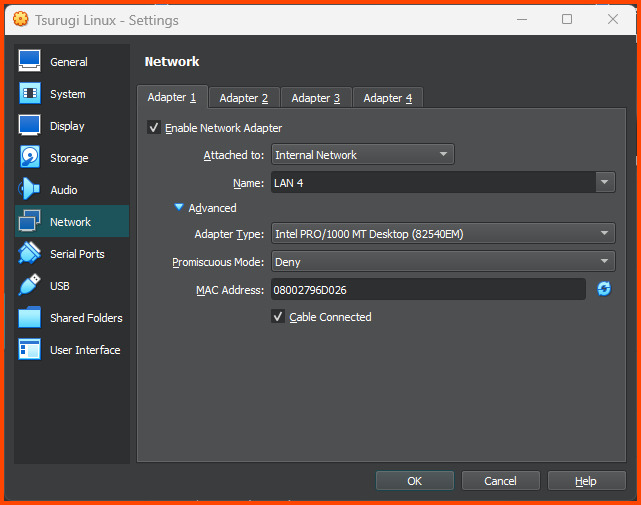 Tsurugi Linux - Settings
General
System
Display
Storage
Audio
Network
Serial Ports
USB
Shared Folders
User Interface
Network
Adapter 1
Adapter 2
Adapter 3
Adapter 4
Enable Network Adapter
Attached to: Internal Network
Name: LAN 4
Advanced
Adapter Type: Intel PRO/1000 MT Desktop (82540EM)
Promiscuous Mode: Deny
MAC Address: 08002796D026
Cable Connected
OK
Cancel
Help